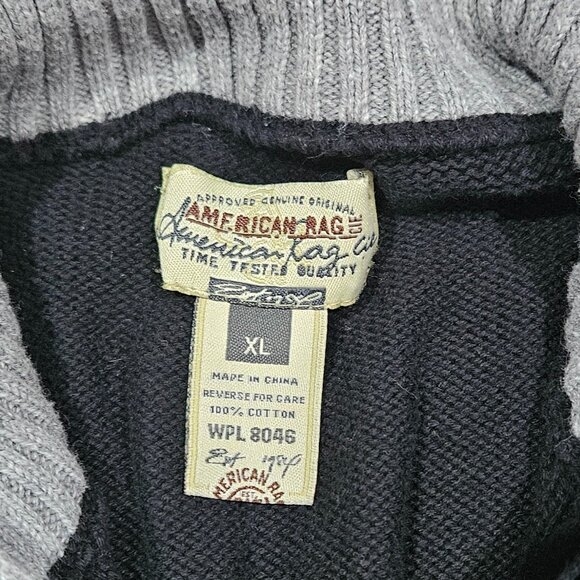 APPROVED GENUINE ORIGINAL
AMERICAN RAG CIE
American Rag Cie
TIME TESTED QUALITY
XL
MADE IN CHINA
REVERSE FOR CARE
100% COTTON
WPL 8046
Est 1984
AMERICAN RAG
EST